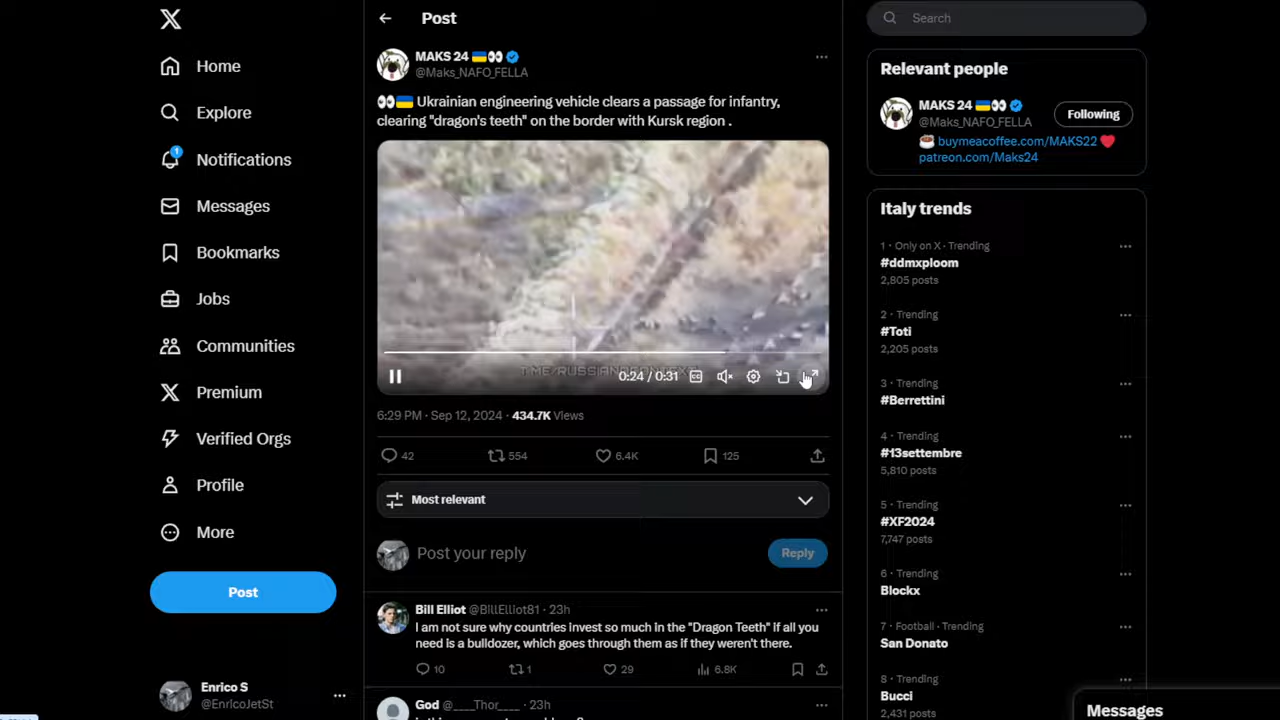 Home
Explore
1
Notifications
Messages
Bookmarks
Jobs
Communities
Premium
Verified Orgs
Profile
More
Post
Enrico S
@EnricoJetSt
Post
MAKS 24
@Maks_NAFO_FELLA
Ukrainian engineering vehicle clears a passage for infantry,
clearing "dragon's teeth" on the border with Kursk region .
0:24 / 0:31
CC
6:29 PM · Sep 12, 2024 · 434.7K Views
42 554 6.4K 125
Most relevant
Post your reply
Reply
Bill Elliot @BillElliot81 · 23h
I am not sure why countries invest so much in the "Dragon Teeth" if all you
need is a bulldozer, which goes through them as if they weren't there.
10 1 29 6.8K
God @____Thor____ · 23h
Search
Relevant people
MAKS 24
@Maks_NAFO_FELLA
Following
buymeacoffee.com/MAKS22
patreon.com/Maks24
Italy trends
1 · Only on X · Trending
#ddmxploom
2,805 posts
2 · Trending
#Toti
2,205 posts
3 · Trending
#Berrettini
4 · Trending
#13settembre
5,810 posts
5 · Trending
#XF2024
7,747 posts
6 · Trending
Blockx
7 · Football · Trending
San Donato
8 · Trending
Bucci
2,431 posts
Messages